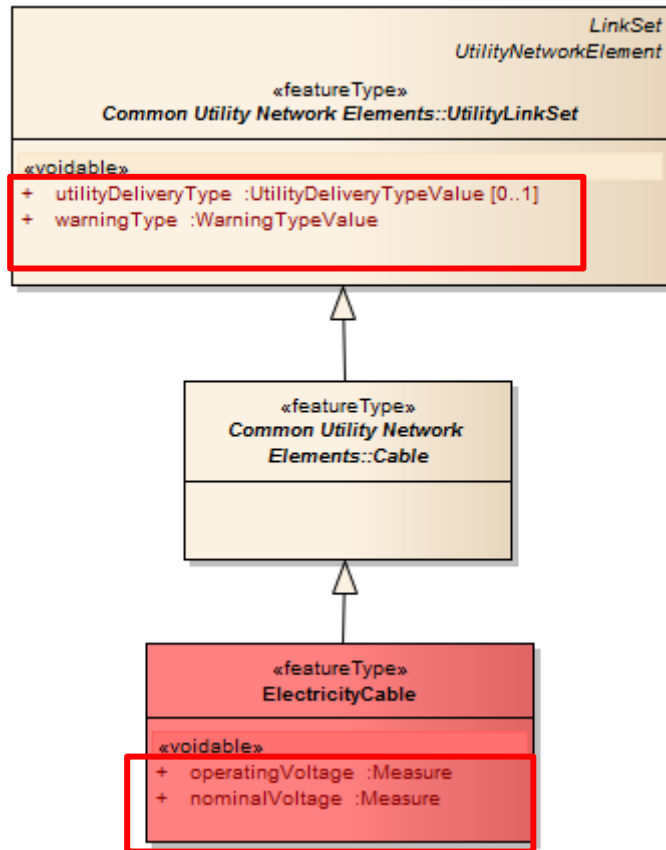 LinkSet
UtilityNetworkElement
«featureType»
Common Utility Network Elements::UtilityLinkSet
«voidable»
+ utilityDeliveryType :UtilityDeliveryTypeValue [0..1]
+ warningType :WarningTypeValue
«featureType»
Common Utility Network
Elements::Cable
«featureType»
ElectricityCable
«voidable»
+ operatingVoltage :Measure
+ nominalVoltage :Measure